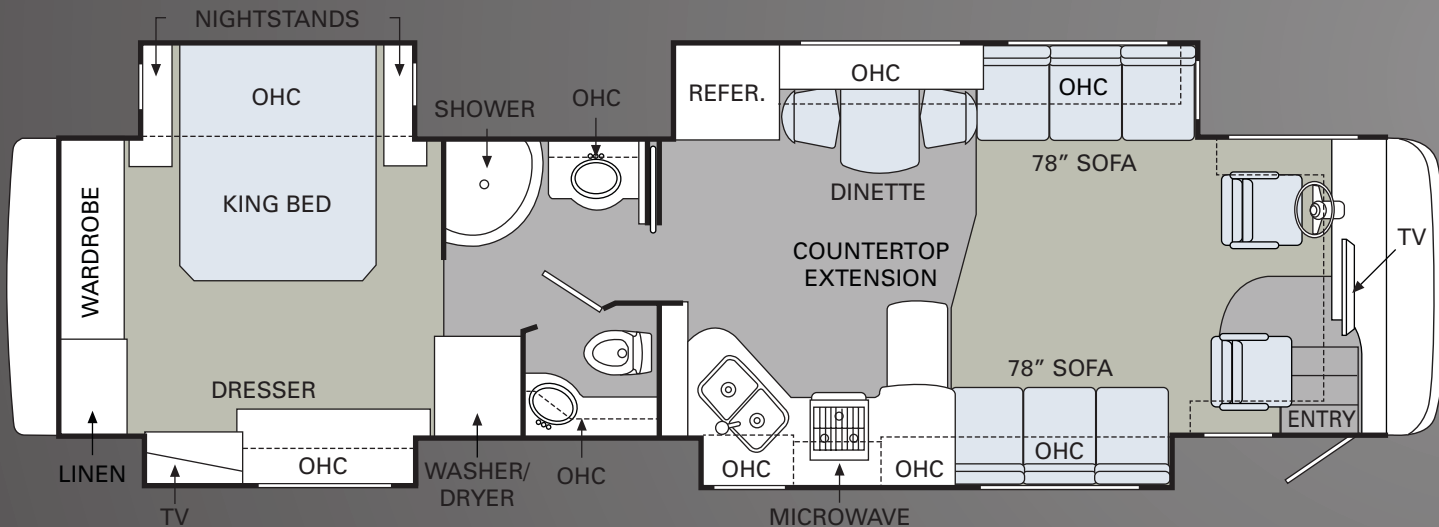 NIGHTSTANDS
OHC
SHOWER
OHC
REFER.
OHC
OHC
78” SOFA
DINETTE
KING BED
WARDROBE
COUNTERTOP
EXTENSION
TV
78” SOFA
DRESSER
ENTRY
LINEN
OHC
WASHER/
DRYER
OHC
OHC
OHC
OHC
TV
MICROWAVE